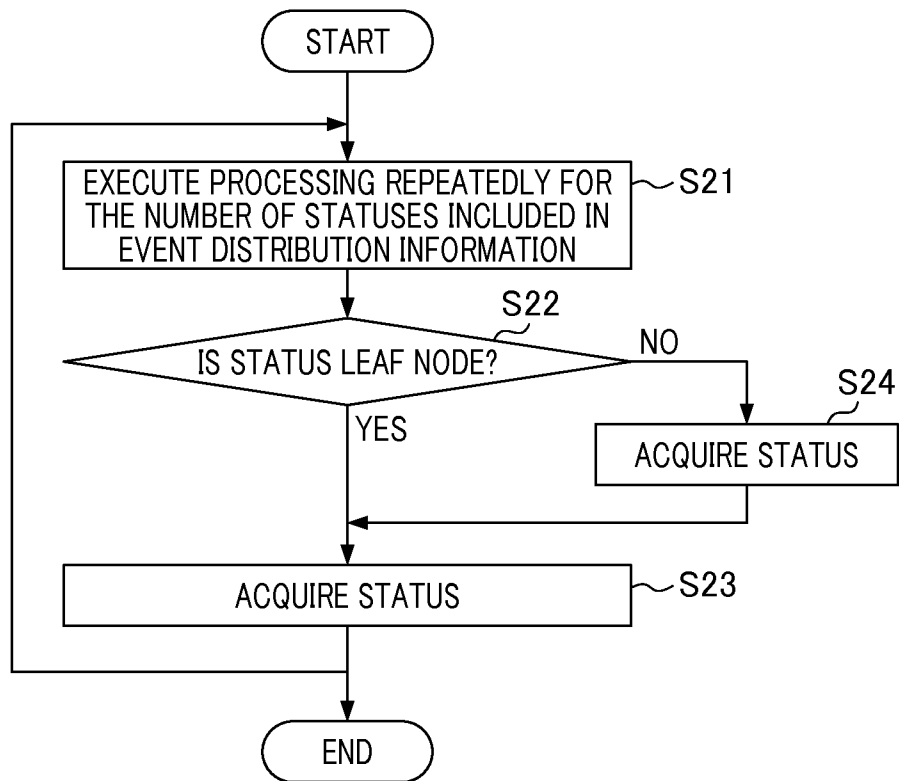 START
EXECUTE PROCESSING REPEATEDLY FOR
THE NUMBER OF STATUSES INCLUDED IN
EVENT DISTRIBUTION INFORMATION
S21
S22
IS STATUS LEAF NODE?
NO
YES
S24
ACQUIRE STATUS
ACQUIRE STATUS
S23
END